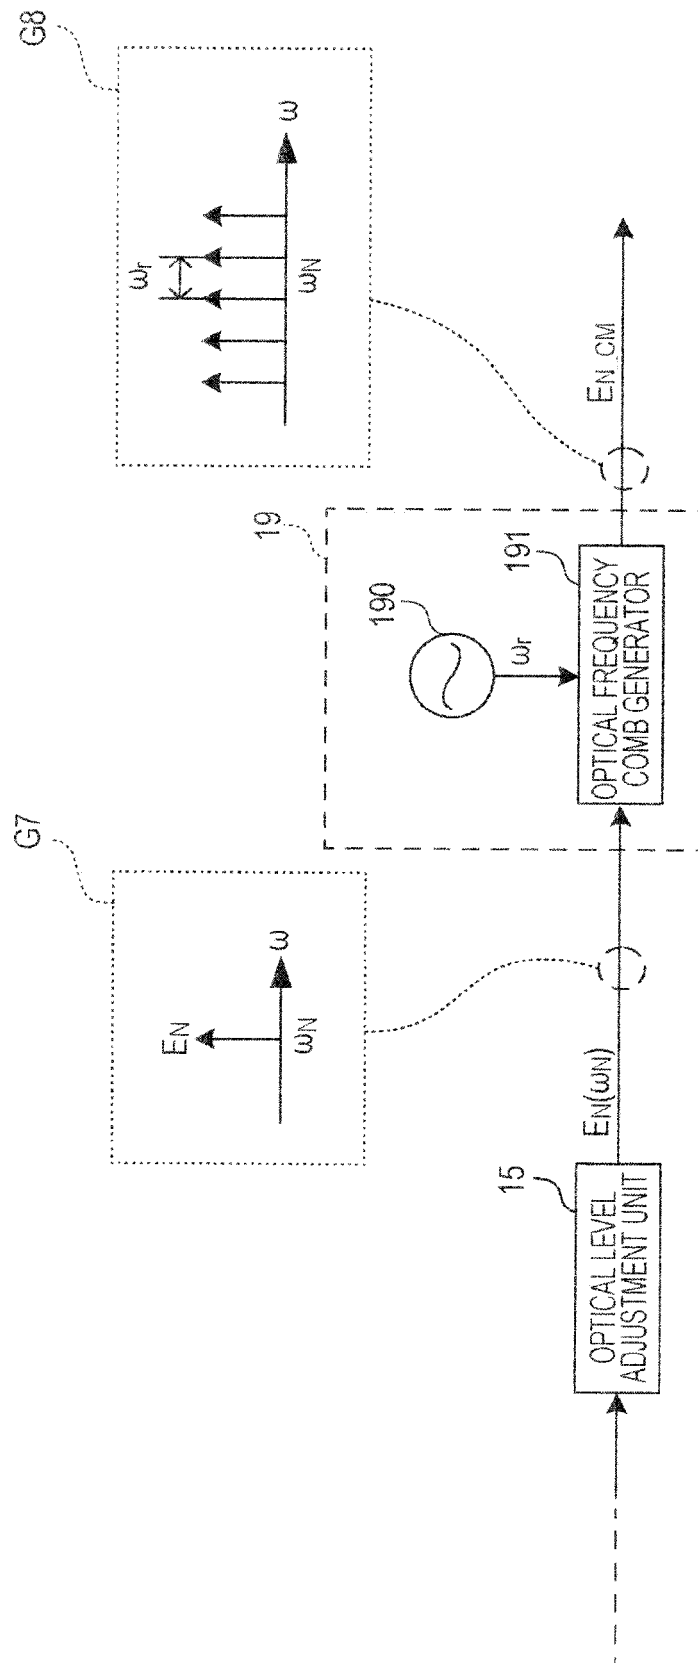 G7
EN
ω
ωN
G8
ωr
ω
ωN
15
OPTICAL LEVEL
ADJUSTMENT UNIT
EN(ωN)
19
190
ωr
191
OPTICAL FREQUENCY
COMB GENERATOR
EN_CM